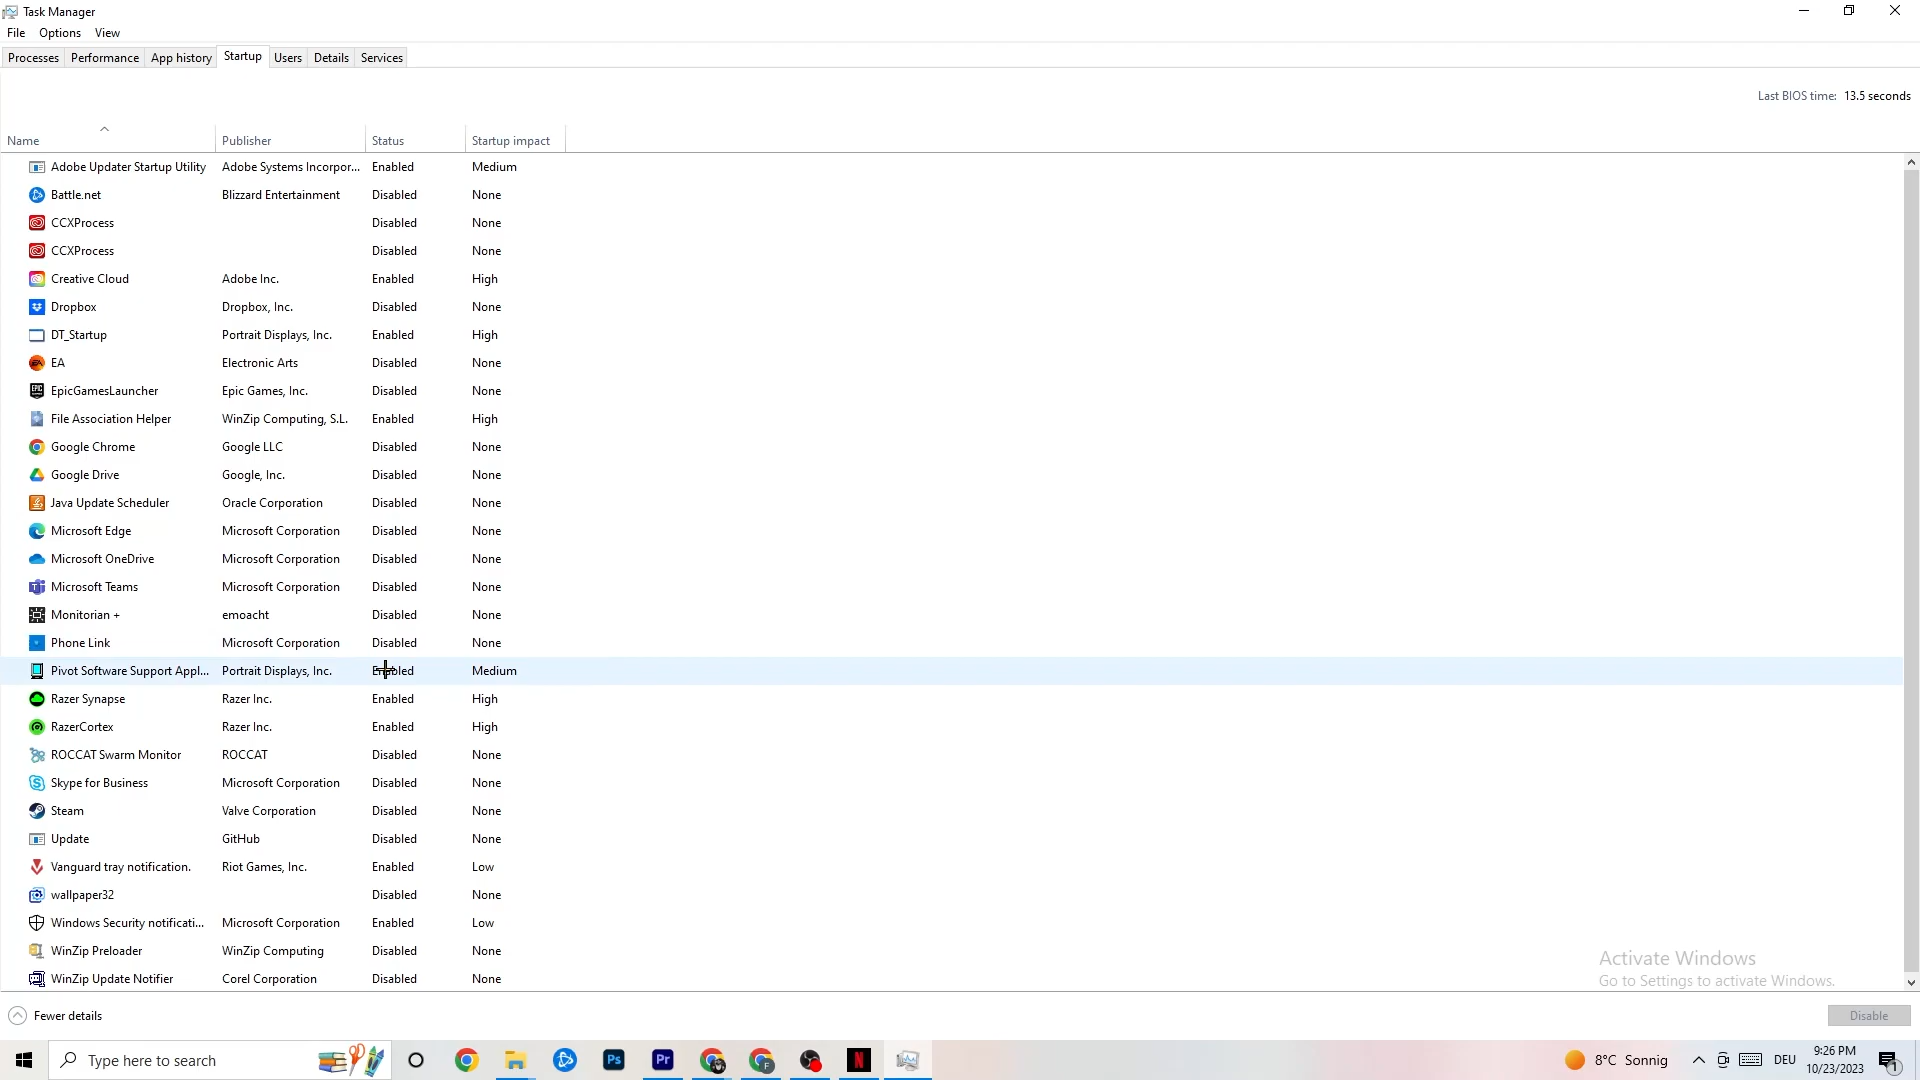 Task Manager
File Options View
Processes Performance App history Startup Users Details Services
Last BIOS time: 13.5 seconds
Name Publisher Status Startup impact
Adobe Updater Startup Utility Adobe Systems Incorpor... Enabled Medium
Battle.net Blizzard Entertainment Disabled None
CCXProcess Disabled None
CCXProcess Disabled None
Creative Cloud Adobe Inc. Enabled High
Dropbox Dropbox, Inc. Disabled None
DT_Startup Portrait Displays, Inc. Enabled High
EA Electronic Arts Disabled None
EpicGamesLauncher Epic Games, Inc. Disabled None
File Association Helper WinZip Computing, S.L. Enabled High
Google Chrome Google LLC Disabled None
Google Drive Google, Inc. Disabled None
Java Update Scheduler Oracle Corporation Disabled None
Microsoft Edge Microsoft Corporation Disabled None
Microsoft OneDrive Microsoft Corporation Disabled None
Microsoft Teams Microsoft Corporation Disabled None
Monitorian + emoacht Disabled None
Phone Link Microsoft Corporation Disabled None
Pivot Software Support Appl... Portrait Displays, Inc. Enabled Medium
Razer Synapse Razer Inc. Enabled High
RazerCortex Razer Inc. Enabled High
ROCCAT Swarm Monitor ROCCAT Disabled None
Skype for Business Microsoft Corporation Disabled None
Steam Valve Corporation Disabled None
Update GitHub Disabled None
Vanguard tray notification. Riot Games, Inc. Enabled Low
wallpaper32 Disabled None
Windows Security notificati... Microsoft Corporation Enabled Low
WinZip Preloader WinZip Computing Disabled None
WinZip Update Notifier Corel Corporation Disabled None
Activate Windows
Go to Settings to activate Windows.
Fewer details Disable
Type here to search Ps Pr F N 8°C Sonnig DEU 9:26 PM 1
10/23/2023